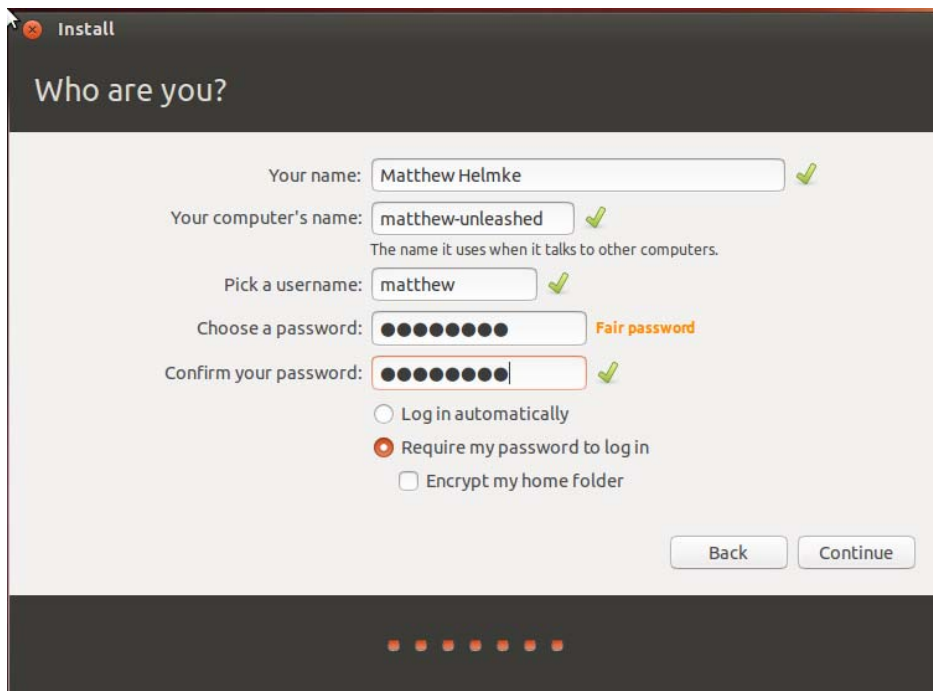 Install
Who are you?
Your name: Matthew Helmke
Your computer's name: matthew-unleashed
The name it uses when it talks to other computers.
Pick a username: matthew
Choose a password: ●●●●●●●● Fair password
Confirm your password: ●●●●●●●●
Log in automatically
Require my password to log in
Encrypt my home folder
Back Continue